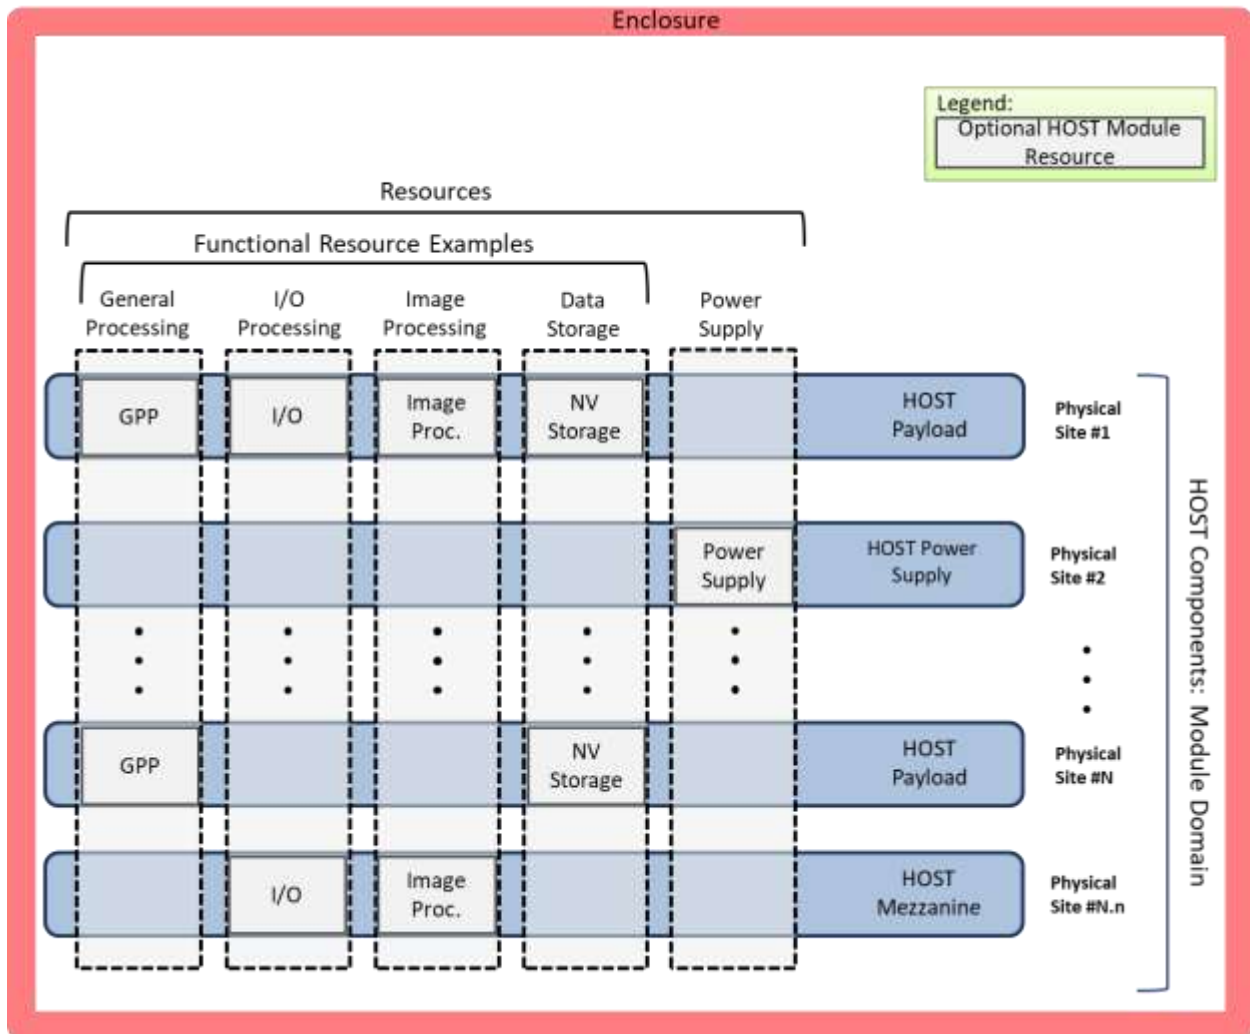 Enclosure
Legend:
Optional HOST Module
Resource
Resources
Functional Resource Examples
General
Processing
I/O
Processing
Image
Processing
Data
Storage
Power
Supply
GPP
I/O
Image
Proc.
NV
Storage
HOST
Payload
Physical
Site #1
Power
Supply
HOST Power
Supply
Physical
Site #2
GPP
NV
Storage
HOST
Payload
Physical
Site #N
I/O
Image
Proc.
HOST
Mezzanine
Physical
Site #N.n
HOST Components: Module Domain